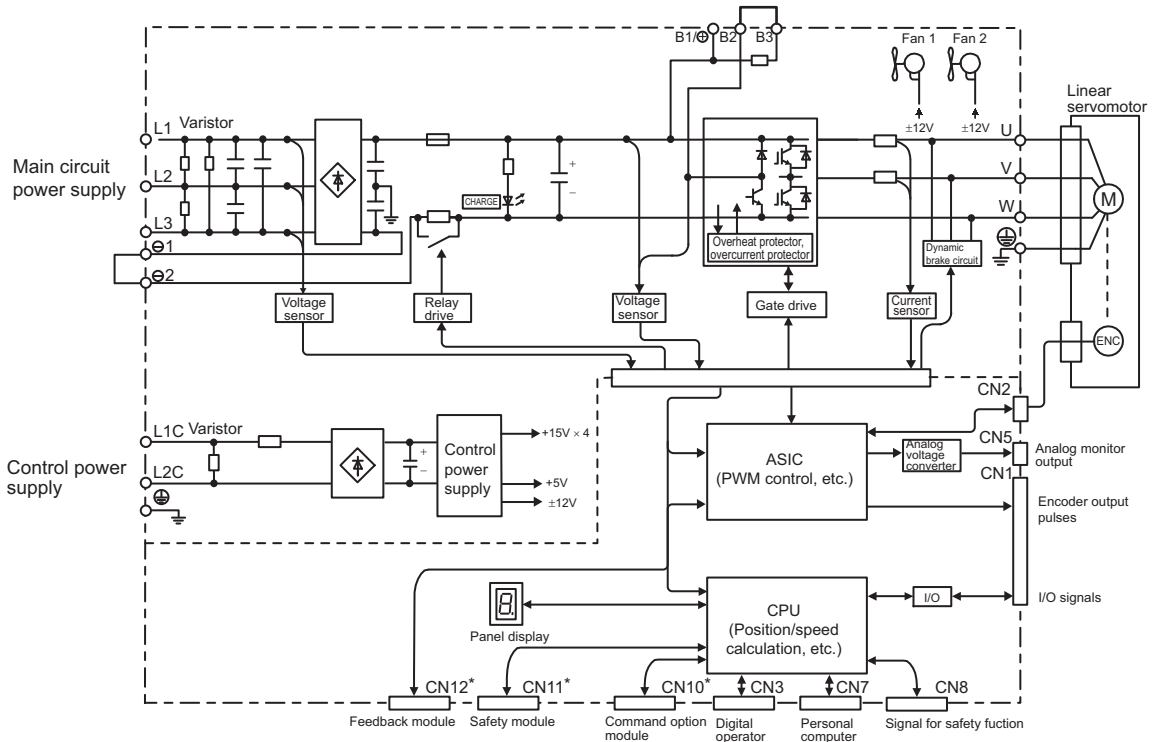 B1/⊕ B2 B3
Fan 1 Fan 2
±12V ±12V
Linear
servomotor
Main circuit
power supply
L1 Varistor
L2
L3
⊖1
⊖2
CHARGE
+
–
Overheat protector,
overcurrent protector
U
V
W
M
Dynamic
brake circuit
Voltage
sensor
Relay
drive
Voltage
sensor
Gate drive
Current
sensor
ENC
Control power
supply
L1C Varistor
L2C
+
–
Control
power
supply
+15V × 4
+5V
±12V
ASIC
(PWM control, etc.)
Analog
voltage
converter
CN2
CN5
Analog monitor
output
CN1
Encoder output
pulses
8.
Panel display
CPU
(Position/speed
calculation, etc.)
I/O
I/O signals
CN12* CN11* CN10* CN3 CN7 CN8
Feedback module
Safety module
Command option
module
Digital
operator
Personal
computer
Signal for safety fuction